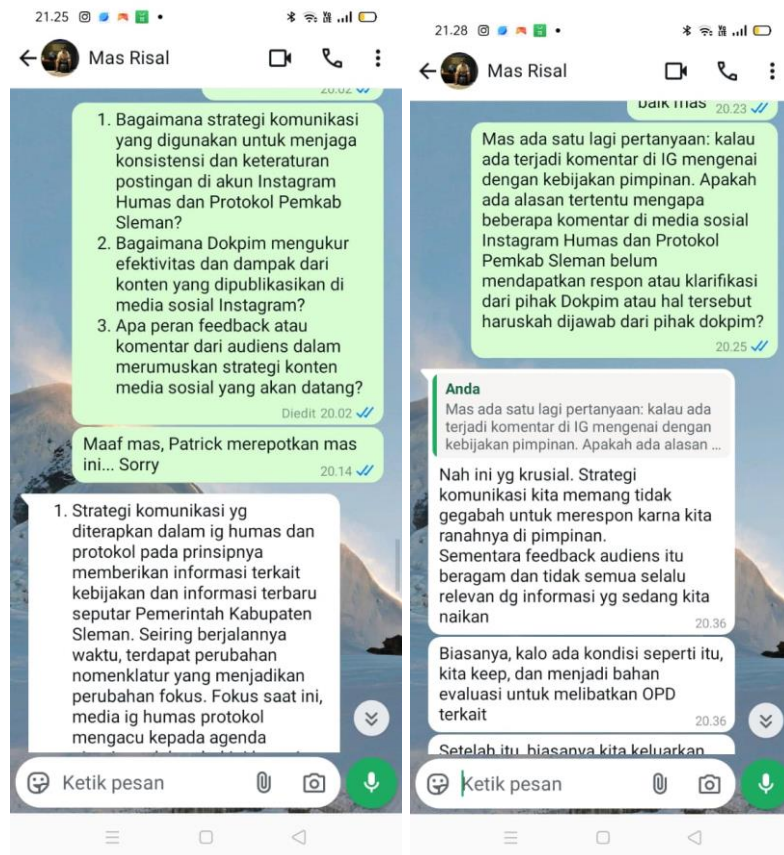 21.25
Mas Risal
20.02
1. Bagaimana strategi komunikasi
yang digunakan untuk menjaga
konsistensi dan keteraturan
postingan di akun Instagram
Humas dan Protokol Pemkab
Sleman?
2. Bagaimana Dokpim mengukur
efektivitas dan dampak dari
konten yang dipublikasikan di
media sosial Instagram?
3. Apa peran feedback atau
komentar dari audiens dalam
merumuskan strategi konten
media sosial yang akan datang?
Diedit 20.02
Maaf mas, Patrick merepotkan mas
ini... Sorry
20.14
1. Strategi komunikasi yg
diterapkan dalam ig humas dan
protokol pada prinsipnya
memberikan informasi terkait
kebijakan dan informasi terbaru
seputar Pemerintah Kabupaten
Sleman. Seiring berjalannya
waktu, terdapat perubahan
nomenklatur yang menjadikan
perubahan fokus. Fokus saat ini,
media ig humas protokol
mengacu kepada agenda
Ketik pesan
21.28
Mas Risal
baik mas 20.23
Mas ada satu lagi pertanyaan: kalau
ada terjadi komentar di IG mengenai
dengan kebijakan pimpinan. Apakah
ada alasan tertentu mengapa
beberapa komentar di media sosial
Instagram Humas dan Protokol
Pemkab Sleman belum
mendapatkan respon atau klarifikasi
dari pihak Dokpim atau hal tersebut
haruskah dijawab dari pihak dokpim?
20.25
Anda
Mas ada satu lagi pertanyaan: kalau ada
terjadi komentar di IG mengenai dengan
kebijakan pimpinan. Apakah ada alasan ...
Nah ini yg krusial. Strategi
komunikasi kita memang tidak
gegabah untuk merespon karna kita
ranahnya di pimpinan.
Sementara feedback audiens itu
beragam dan tidak semua selalu
relevan dg informasi yg sedang kita
naikan
20.36
Biasanya, kalo ada kondisi seperti itu,
kita keep, dan menjadi bahan
evaluasi untuk melibatkan OPD
terkait
20.36
Setelah itu, biasanya kita keluarkan
Ketik pesan